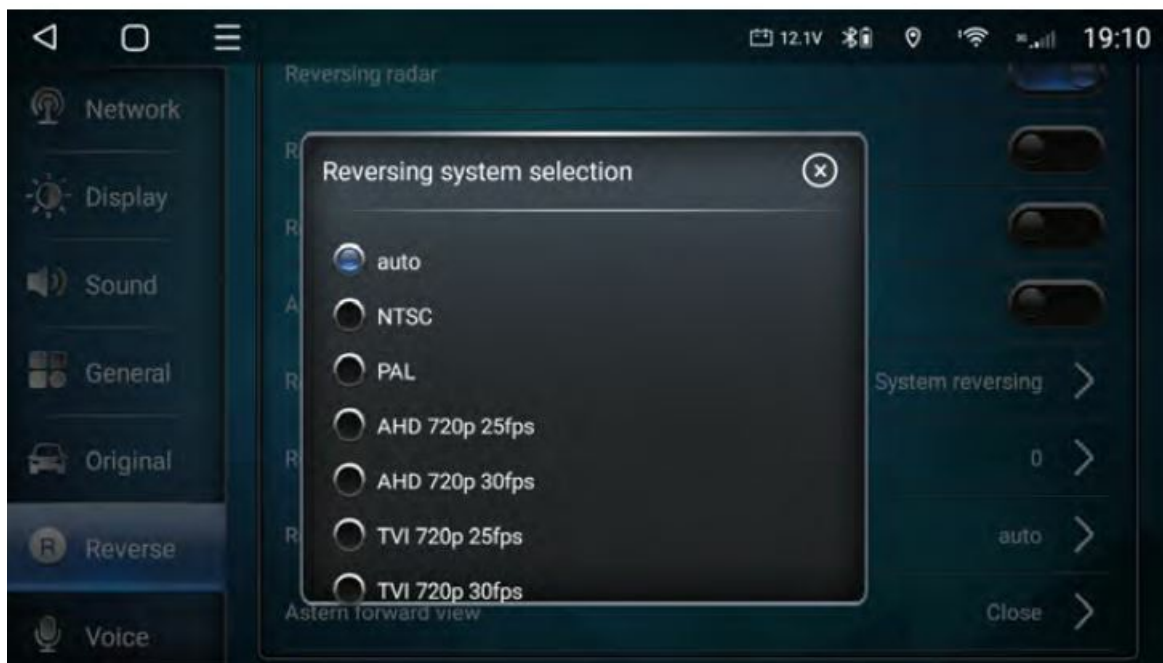 12.1V 19:10
Network
Display
Sound
General
Original
R Reverse
Voice
Reversing radar
R
R
A
R System reversing
R 0
R auto
Astern forward view Close
Reversing system selection
auto
NTSC
PAL
AHD 720p 25fps
AHD 720p 30fps
TVI 720p 25fps
TVI 720p 30fps